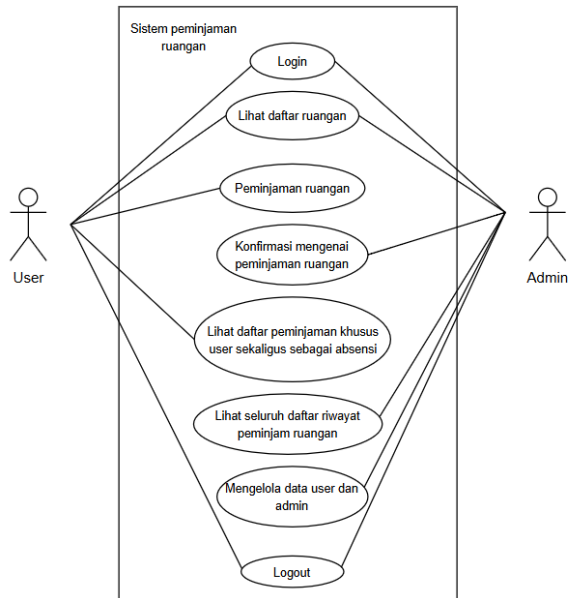 Sistem peminjaman
ruangan
Login
Lihat daftar ruangan
Peminjaman ruangan
Konfirmasi mengenai
peminjaman ruangan
User
Admin
Lihat daftar peminjaman khusus
user sekaligus sebagai absensi
Lihat seluruh daftar riwayat
peminjam ruangan
Mengelola data user dan
admin
Logout